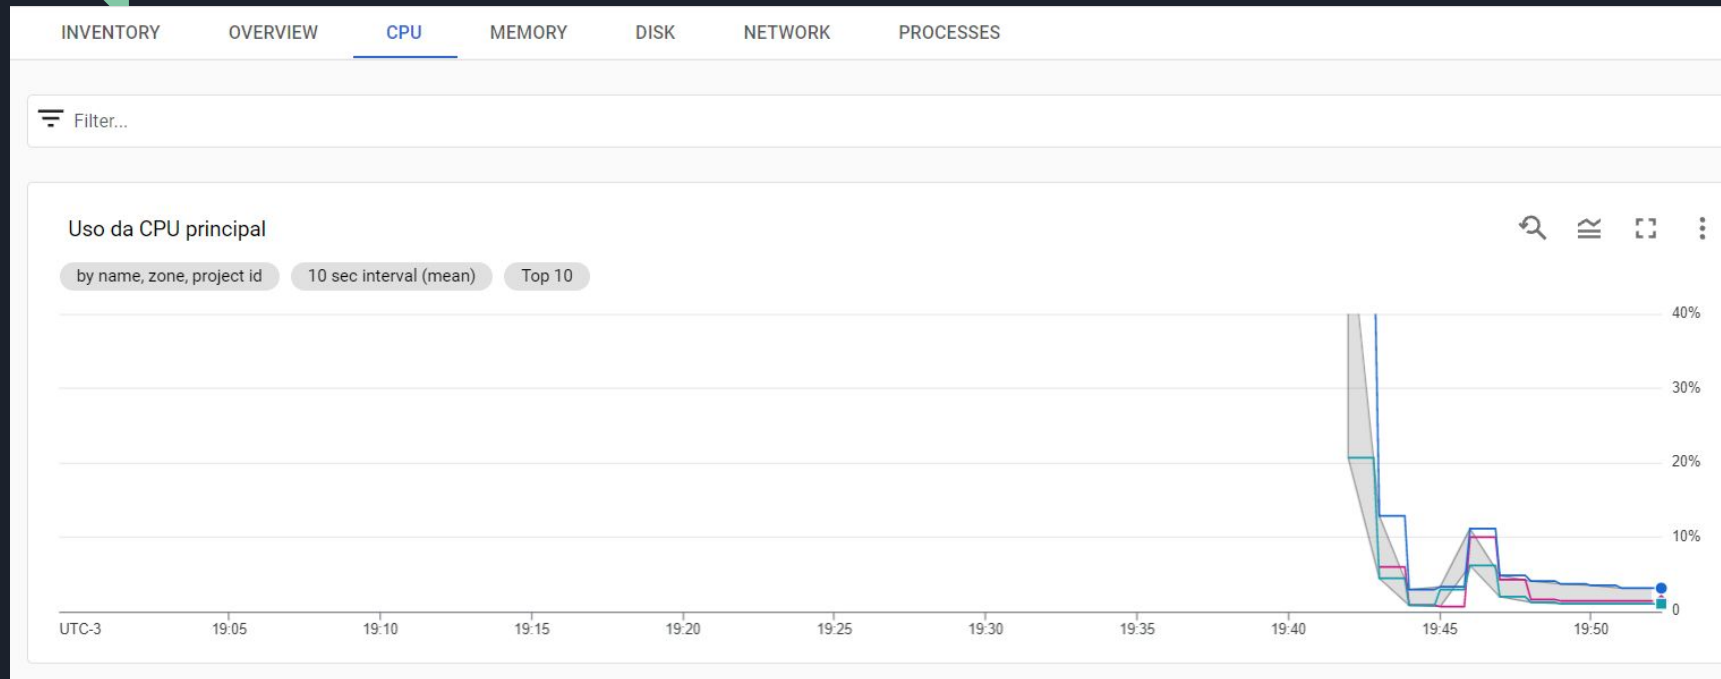 INVENTORY OVERVIEW CPU MEMORY DISK NETWORK PROCESSES
Filter...
Uso da CPU principal
by name, zone, project id 10 sec interval (mean) Top 10
40%
30%
20%
10%
0
UTC-3 19:05 19:10 19:15 19:20 19:25 19:30 19:35 19:40 19:45 19:50